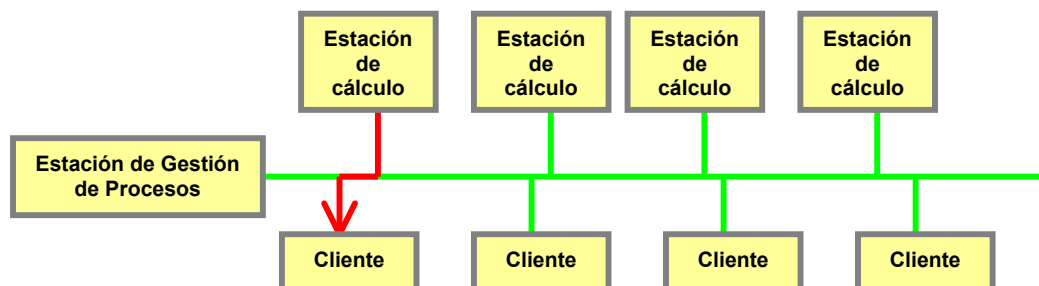 Estación
de
cálculo
Estación
de
cálculo
Estación
de
cálculo
Estación
de
cálculo
Estación de Gestión
de Procesos
Cliente
Cliente
Cliente
Cliente